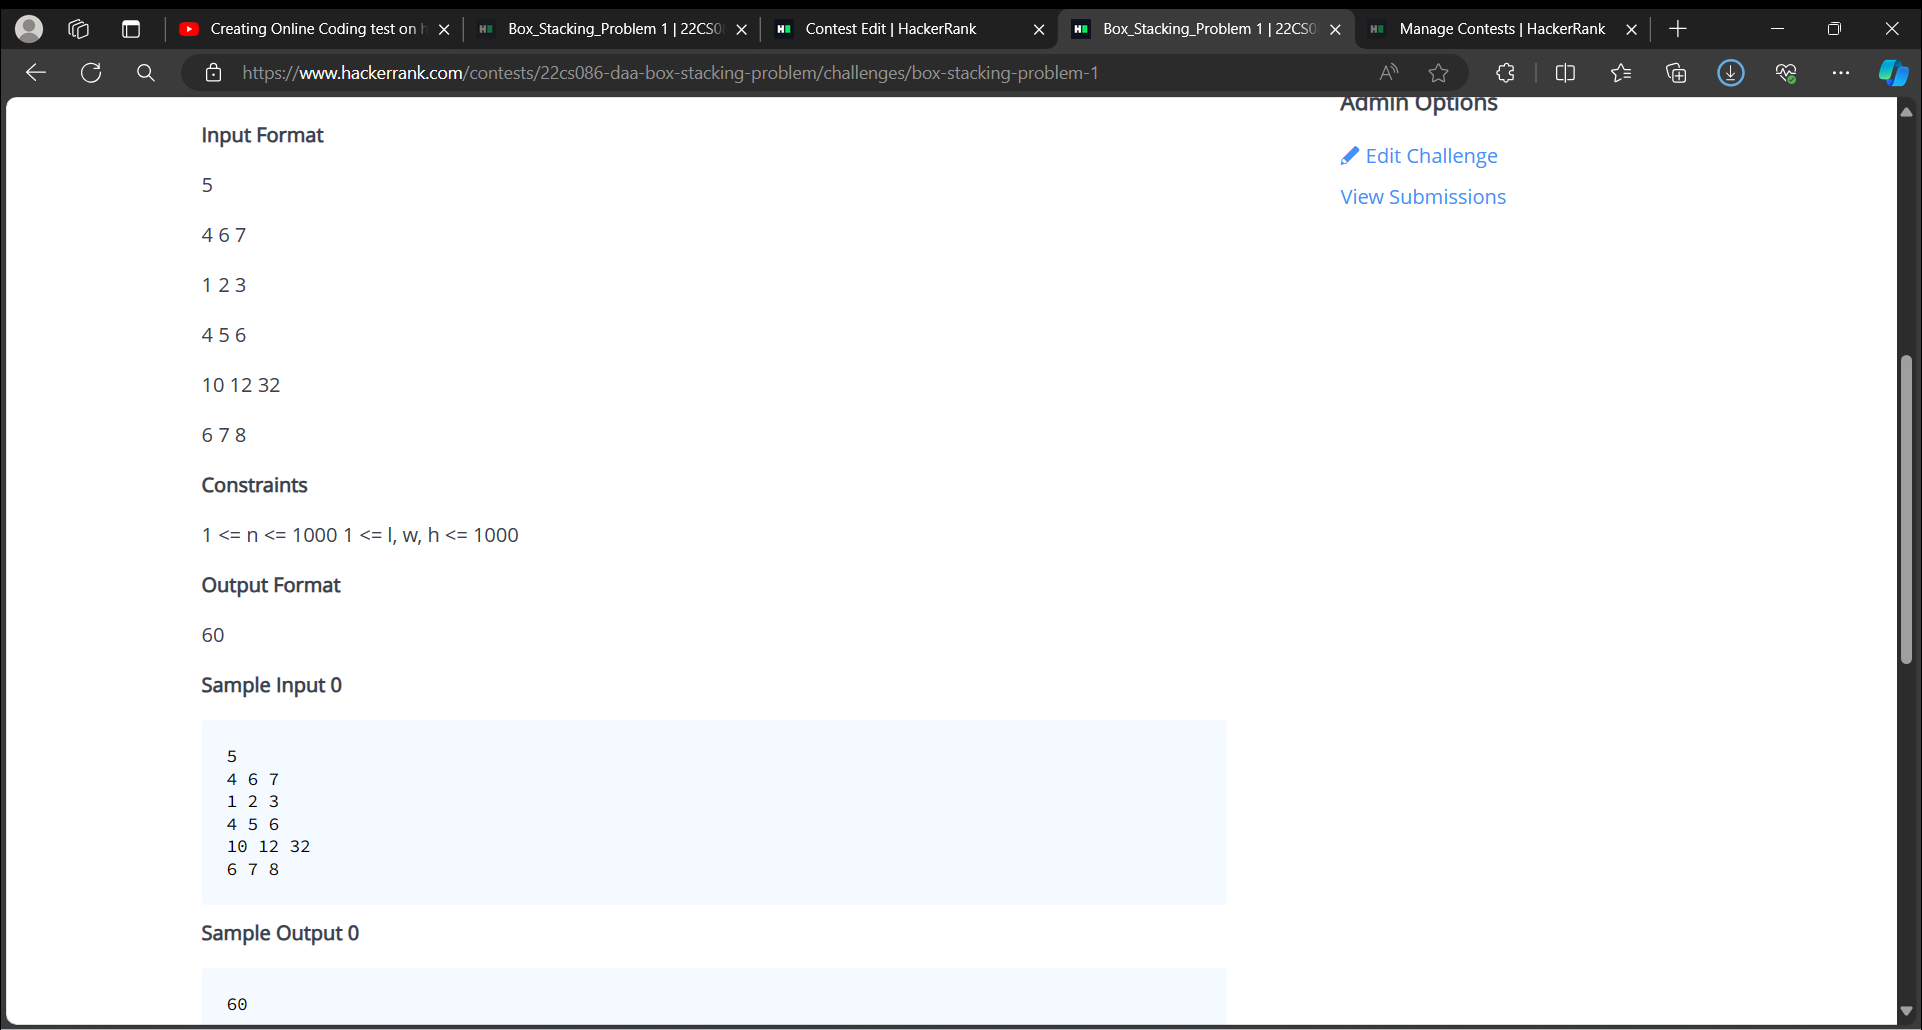 Creating Online Coding test on h
Box_Stacking_Problem 1 | 22CS0
Contest Edit | HackerRank
Box_Stacking_Problem 1 | 22CS0
Manage Contests | HackerRank
https://www.hackerrank.com/contests/22cs086-daa-box-stacking-problem/challenges/box-stacking-problem-1
Admin Options
Edit Challenge
View Submissions
Input Format
5
4 6 7
1 2 3
4 5 6
10 12 32
6 7 8
Constraints
1 <= n <= 1000 1 <= l, w, h <= 1000
Output Format
60
Sample Input 0
5
4 6 7
1 2 3
4 5 6
10 12 32
6 7 8
Sample Output 0
60